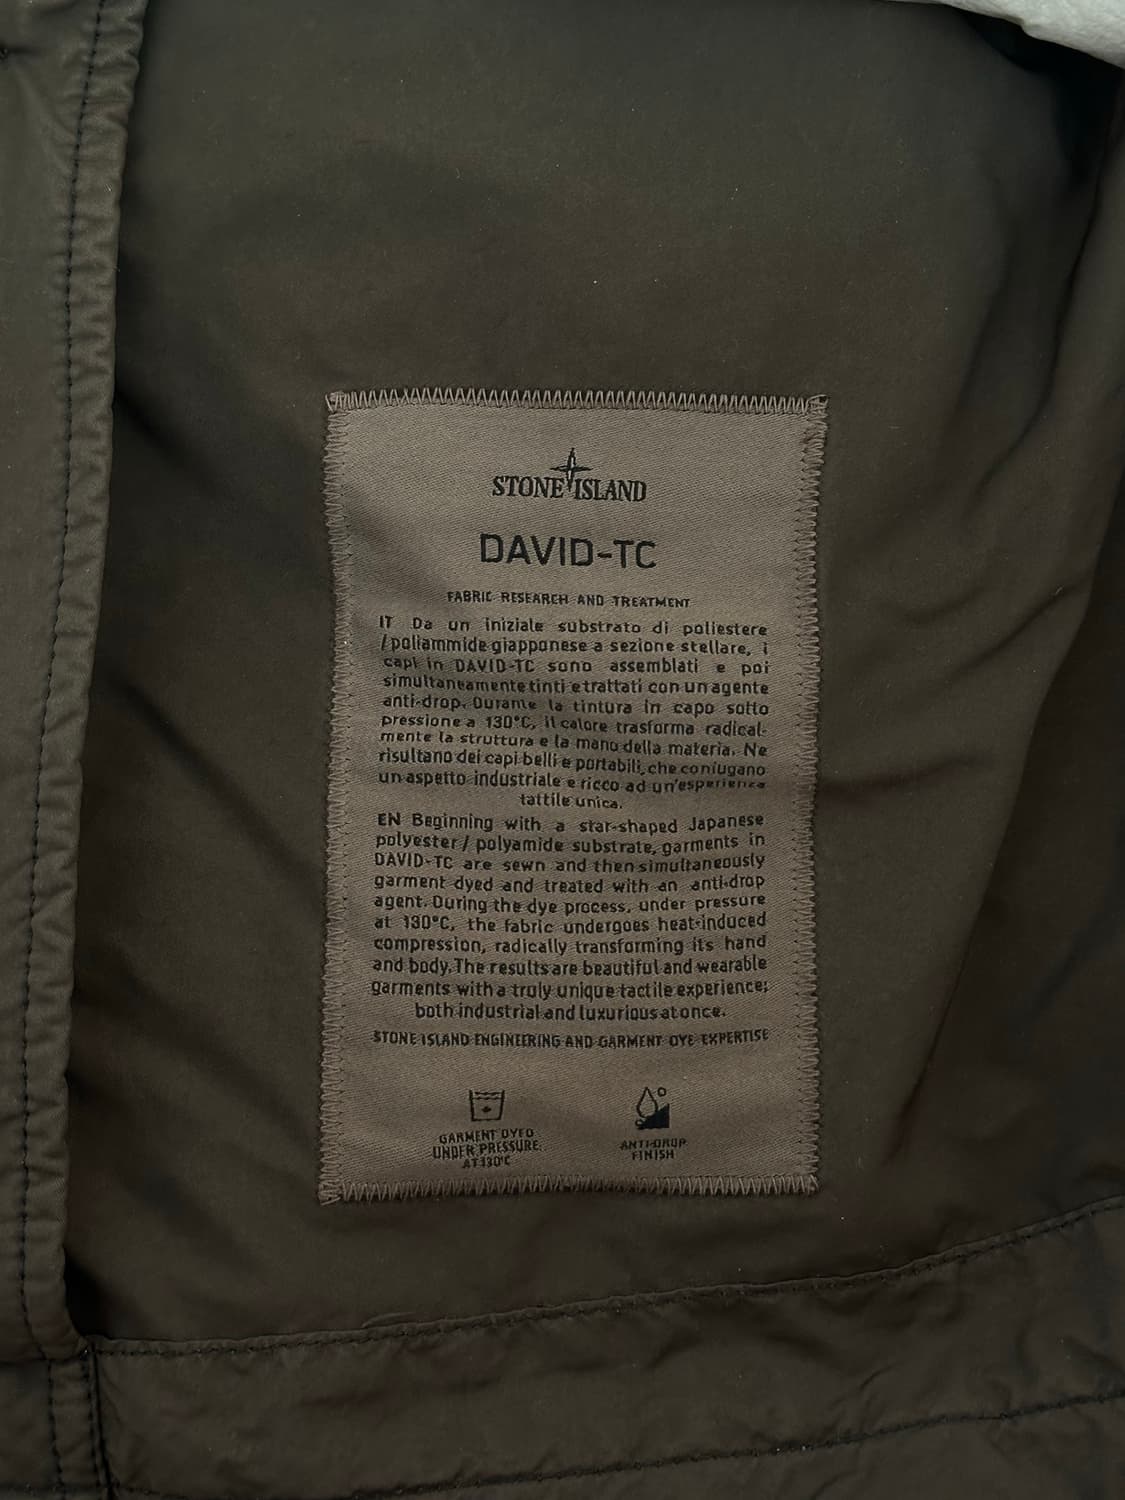 STONE ISLAND
DAVID-TC
FABRIC RESEARCH AND TREATMENT
IT Da un iniziale substrato di poliestere
/poliammide giapponese a sezione stellare, i
capi in DAVID-TC sono assemblati e poi
simultaneamente tinti e trattati con un agente
anti-drop. Durante la tintura in capo sotto
pressione a 130°C, il calore trasforma radical-
mente la struttura e la mano della materia. Ne
risultano dei capi belli e portabili, che coniugano
un aspetto industriale e ricco ad un'esperienza
tattile unica.
EN Beginning with a star-shaped Japanese
polyester/ polyamide substrate, garments in
DAVID-TC are sewn and then simultaneously
garment dyed and treated with an anti-drop
agent. During the dye process, under pressure
at 130°C, the fabric undergoes heat-induced
compression, radically transforming its hand
and body. The results are beautiful and wearable
garments with a truly unique tactile experience;
both industrial and luxurious at once.
STONE ISLAND ENGINEERING AND GARMENT DYE EXPERTISE
GARMENT DYED
UNDER PRESSURE
AT 130°C
ANTI-DROP
FINISH